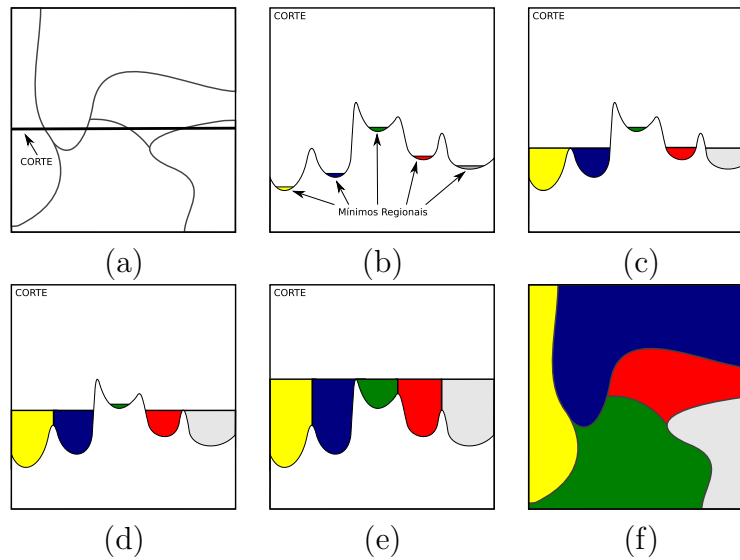 CORTE
(a)
CORTE
Mínimos Regionais
(b)
CORTE
(c)
CORTE
(d)
CORTE
(e)
(f)